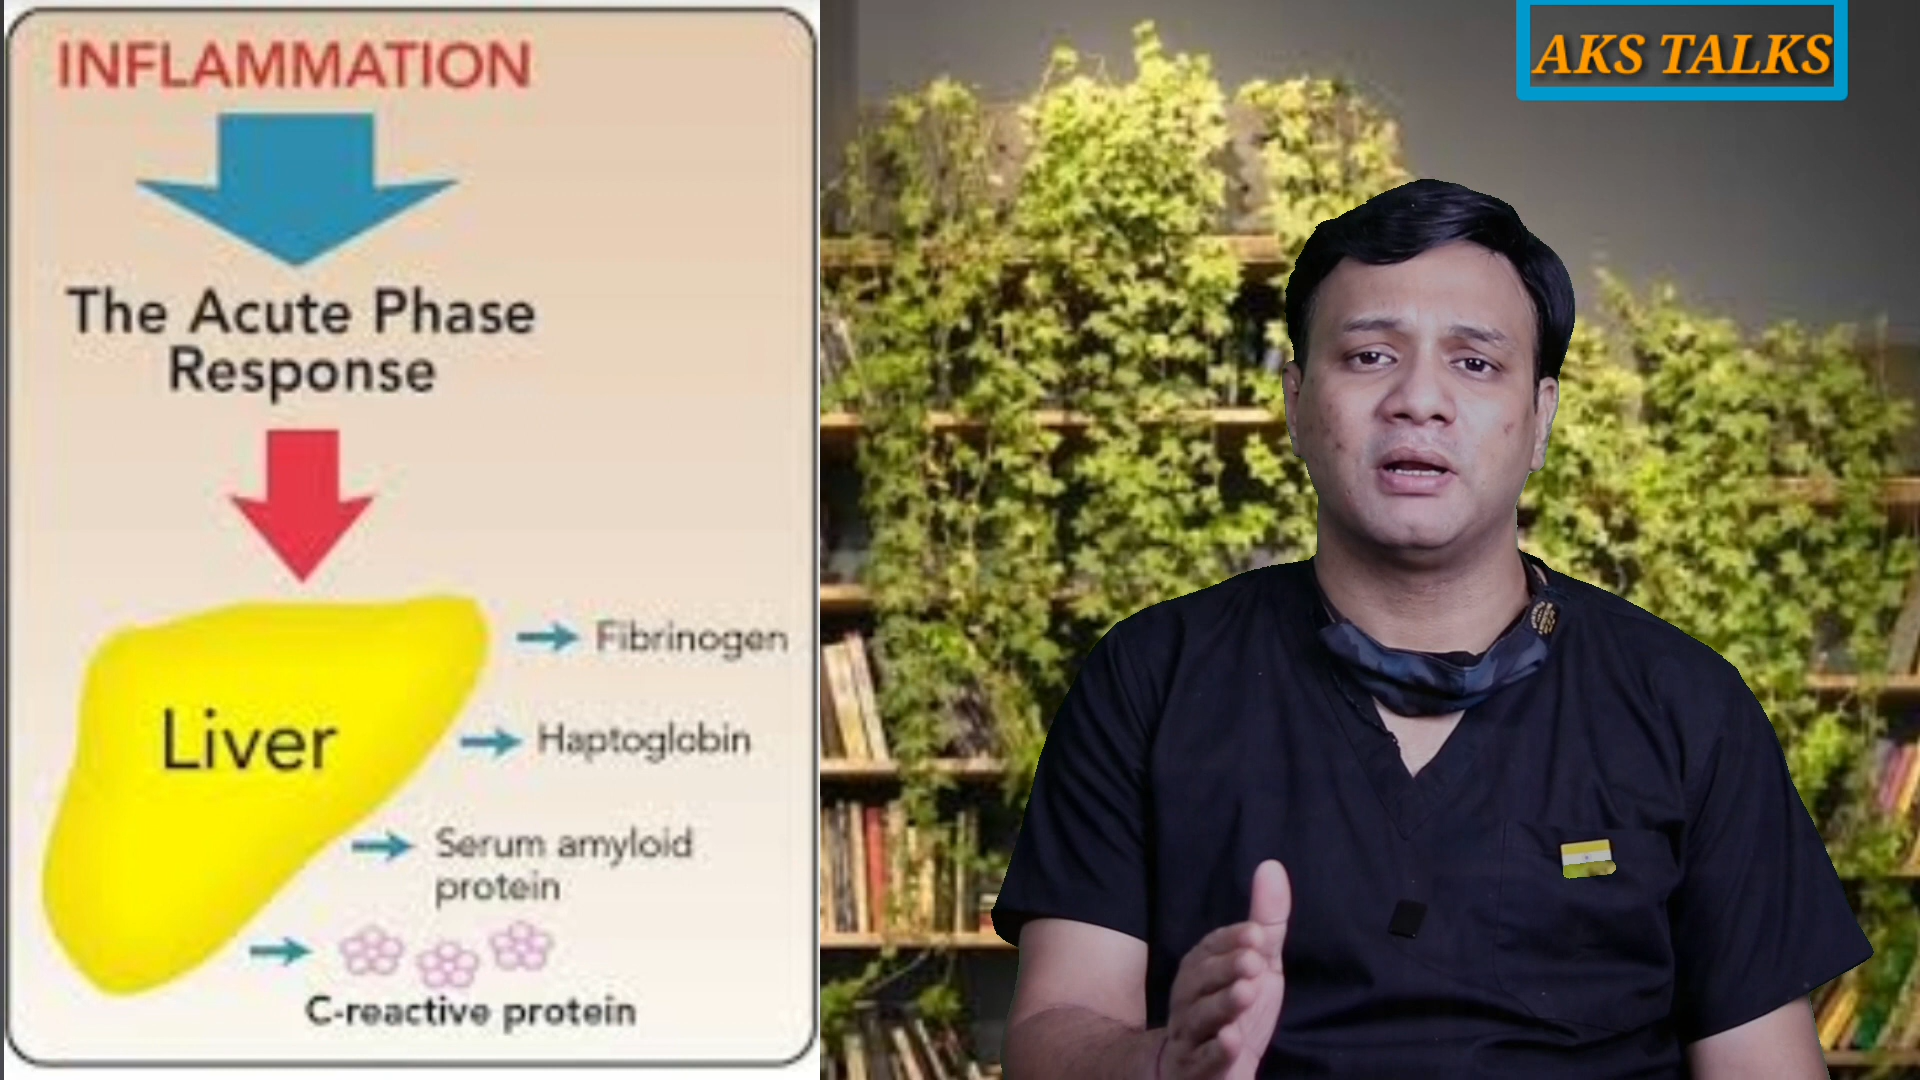 INFLAMMATION
The Acute Phase
Response
Liver
Fibrinogen
Haptoglobin
Serum amyloid
protein
C-reactive protein
AKS TALKS